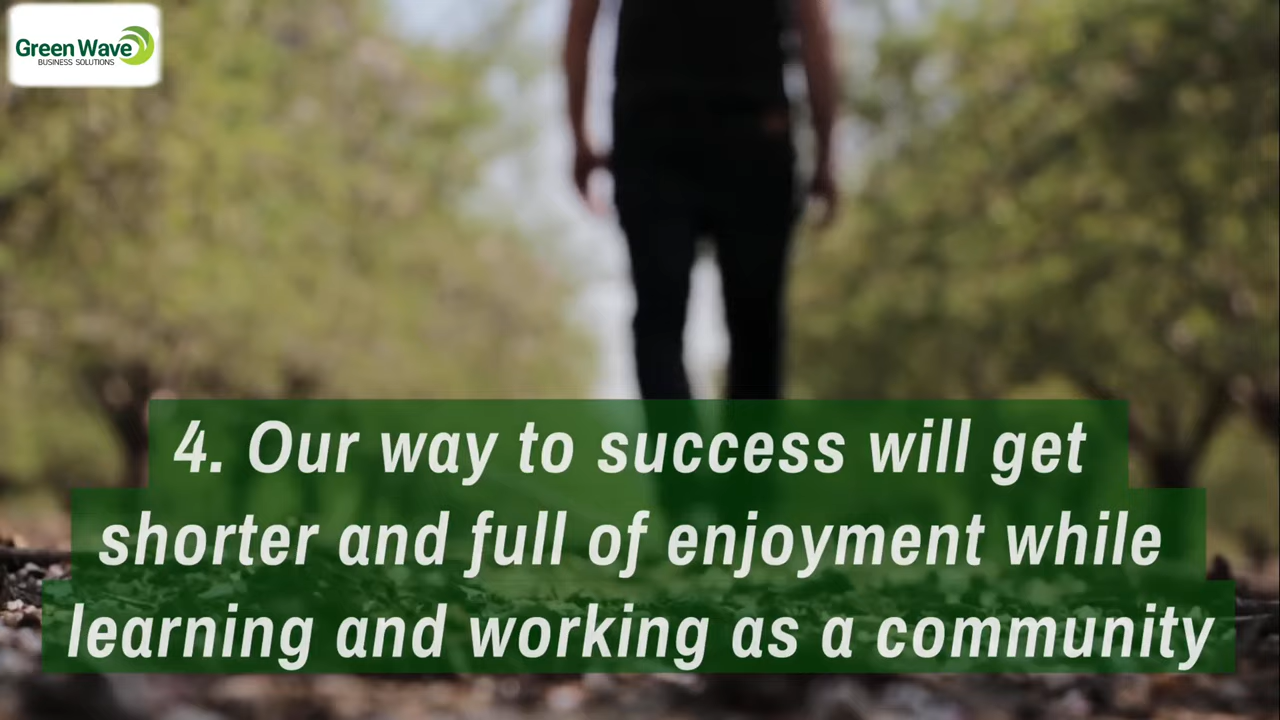 Green Wave
BUSINESS SOLUTIONS
4. Our way to success will get
shorter and full of enjoyment while
learning and working as a community